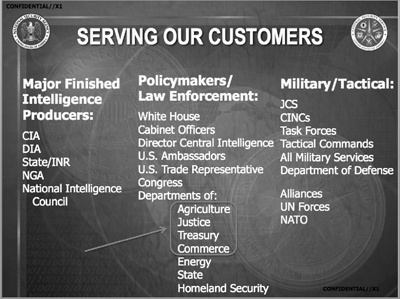 CONFIDENTIAL//X1
SERVING OUR CUSTOMERS
Major Finished
Intelligence
Producers:
CIA
DIA
State/INR
NGA
National Intelligence
Council
Policymakers/
Law Enforcement:
White House
Cabinet Officers
Director Central Intelligence
U.S. Ambassadors
U.S. Trade Representative
Congress
Departments of:
Agriculture
Justice
Treasury
Commerce
Energy
State
Homeland Security
Military/Tactical:
JCS
CINCs
Task Forces
Tactical Commands
All Military Services
Department of Defense
Alliances
UN Forces
NATO
CONFIDENTIAL//X1